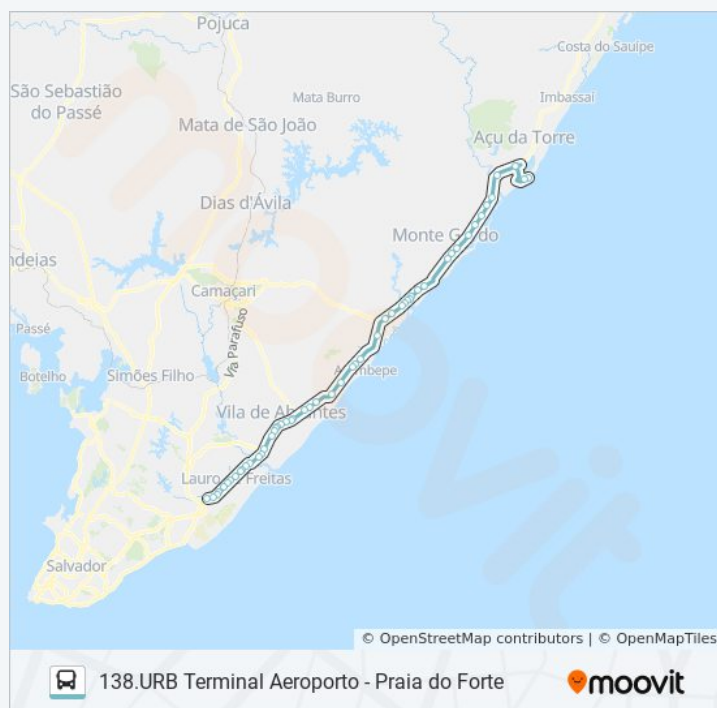 Pojuca
Costa do Sauípe
São Sebastião
do Passé
Mata Burro
Imbassaí
Mata de São João
Açu da Torre
Dias d'Ávila
Monte Gordo
Camaçari
Via Parafuso
Passé
Botelho
Simões Filho
Vila de Abrantes
Lauro de Freitas
Salvador
moovit
© OpenStreetMap contributors | © OpenMapTiles
138.URB Terminal Aeroporto - Praia do Forte
moovit